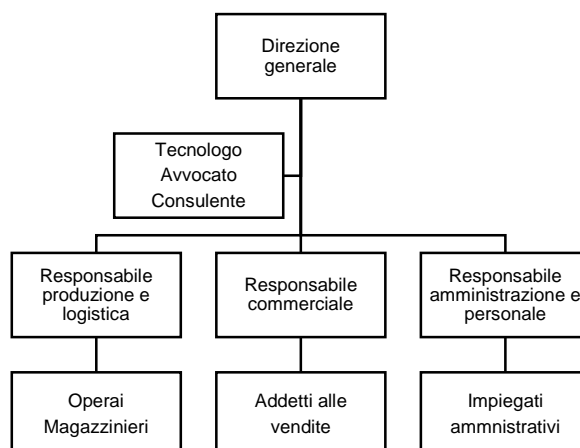 Direzione
generale
Tecnologo
Avvocato
Consulente
Responsabile
produzione e
logistica
Responsabile
commerciale
Responsabile
amministrazione e
personale
Operai
Magazzinieri
Addetti alle
vendite
Impiegati
ammnistrativi